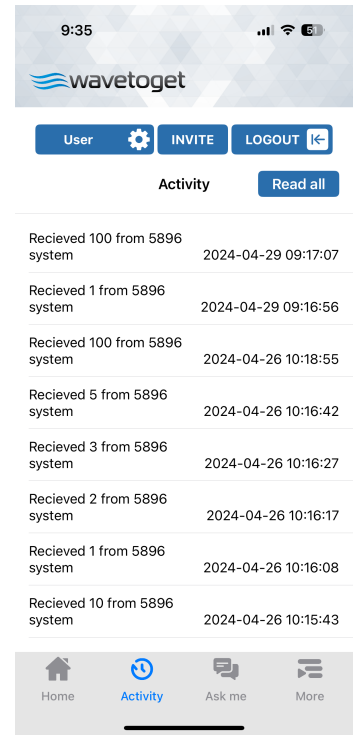 9:35
51
wavetoget
User
INVITE
LOGOUT
Activity
Read all
Recieved 100 from 5896
system
2024-04-29 09:17:07
Recieved 1 from 5896
system
2024-04-29 09:16:56
Recieved 100 from 5896
system
2024-04-26 10:18:55
Recieved 5 from 5896
system
2024-04-26 10:16:42
Recieved 3 from 5896
system
2024-04-26 10:16:27
Recieved 2 from 5896
system
2024-04-26 10:16:17
Recieved 1 from 5896
system
2024-04-26 10:16:08
Recieved 10 from 5896
system
2024-04-26 10:15:43
Home
Activity
Ask me
More